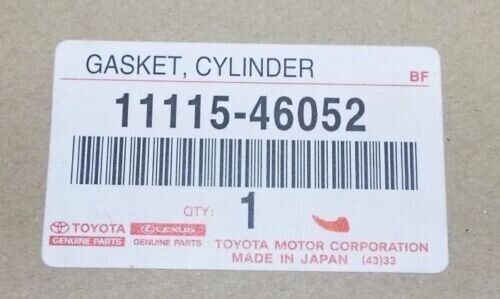 GASKET, CYLINDER BF
11115-46052
QTY: 1
TOYOTA LEXUS
GENUINE PARTS GENUINE PARTS TOYOTA MOTOR CORPORATION
MADE IN JAPAN (43)33